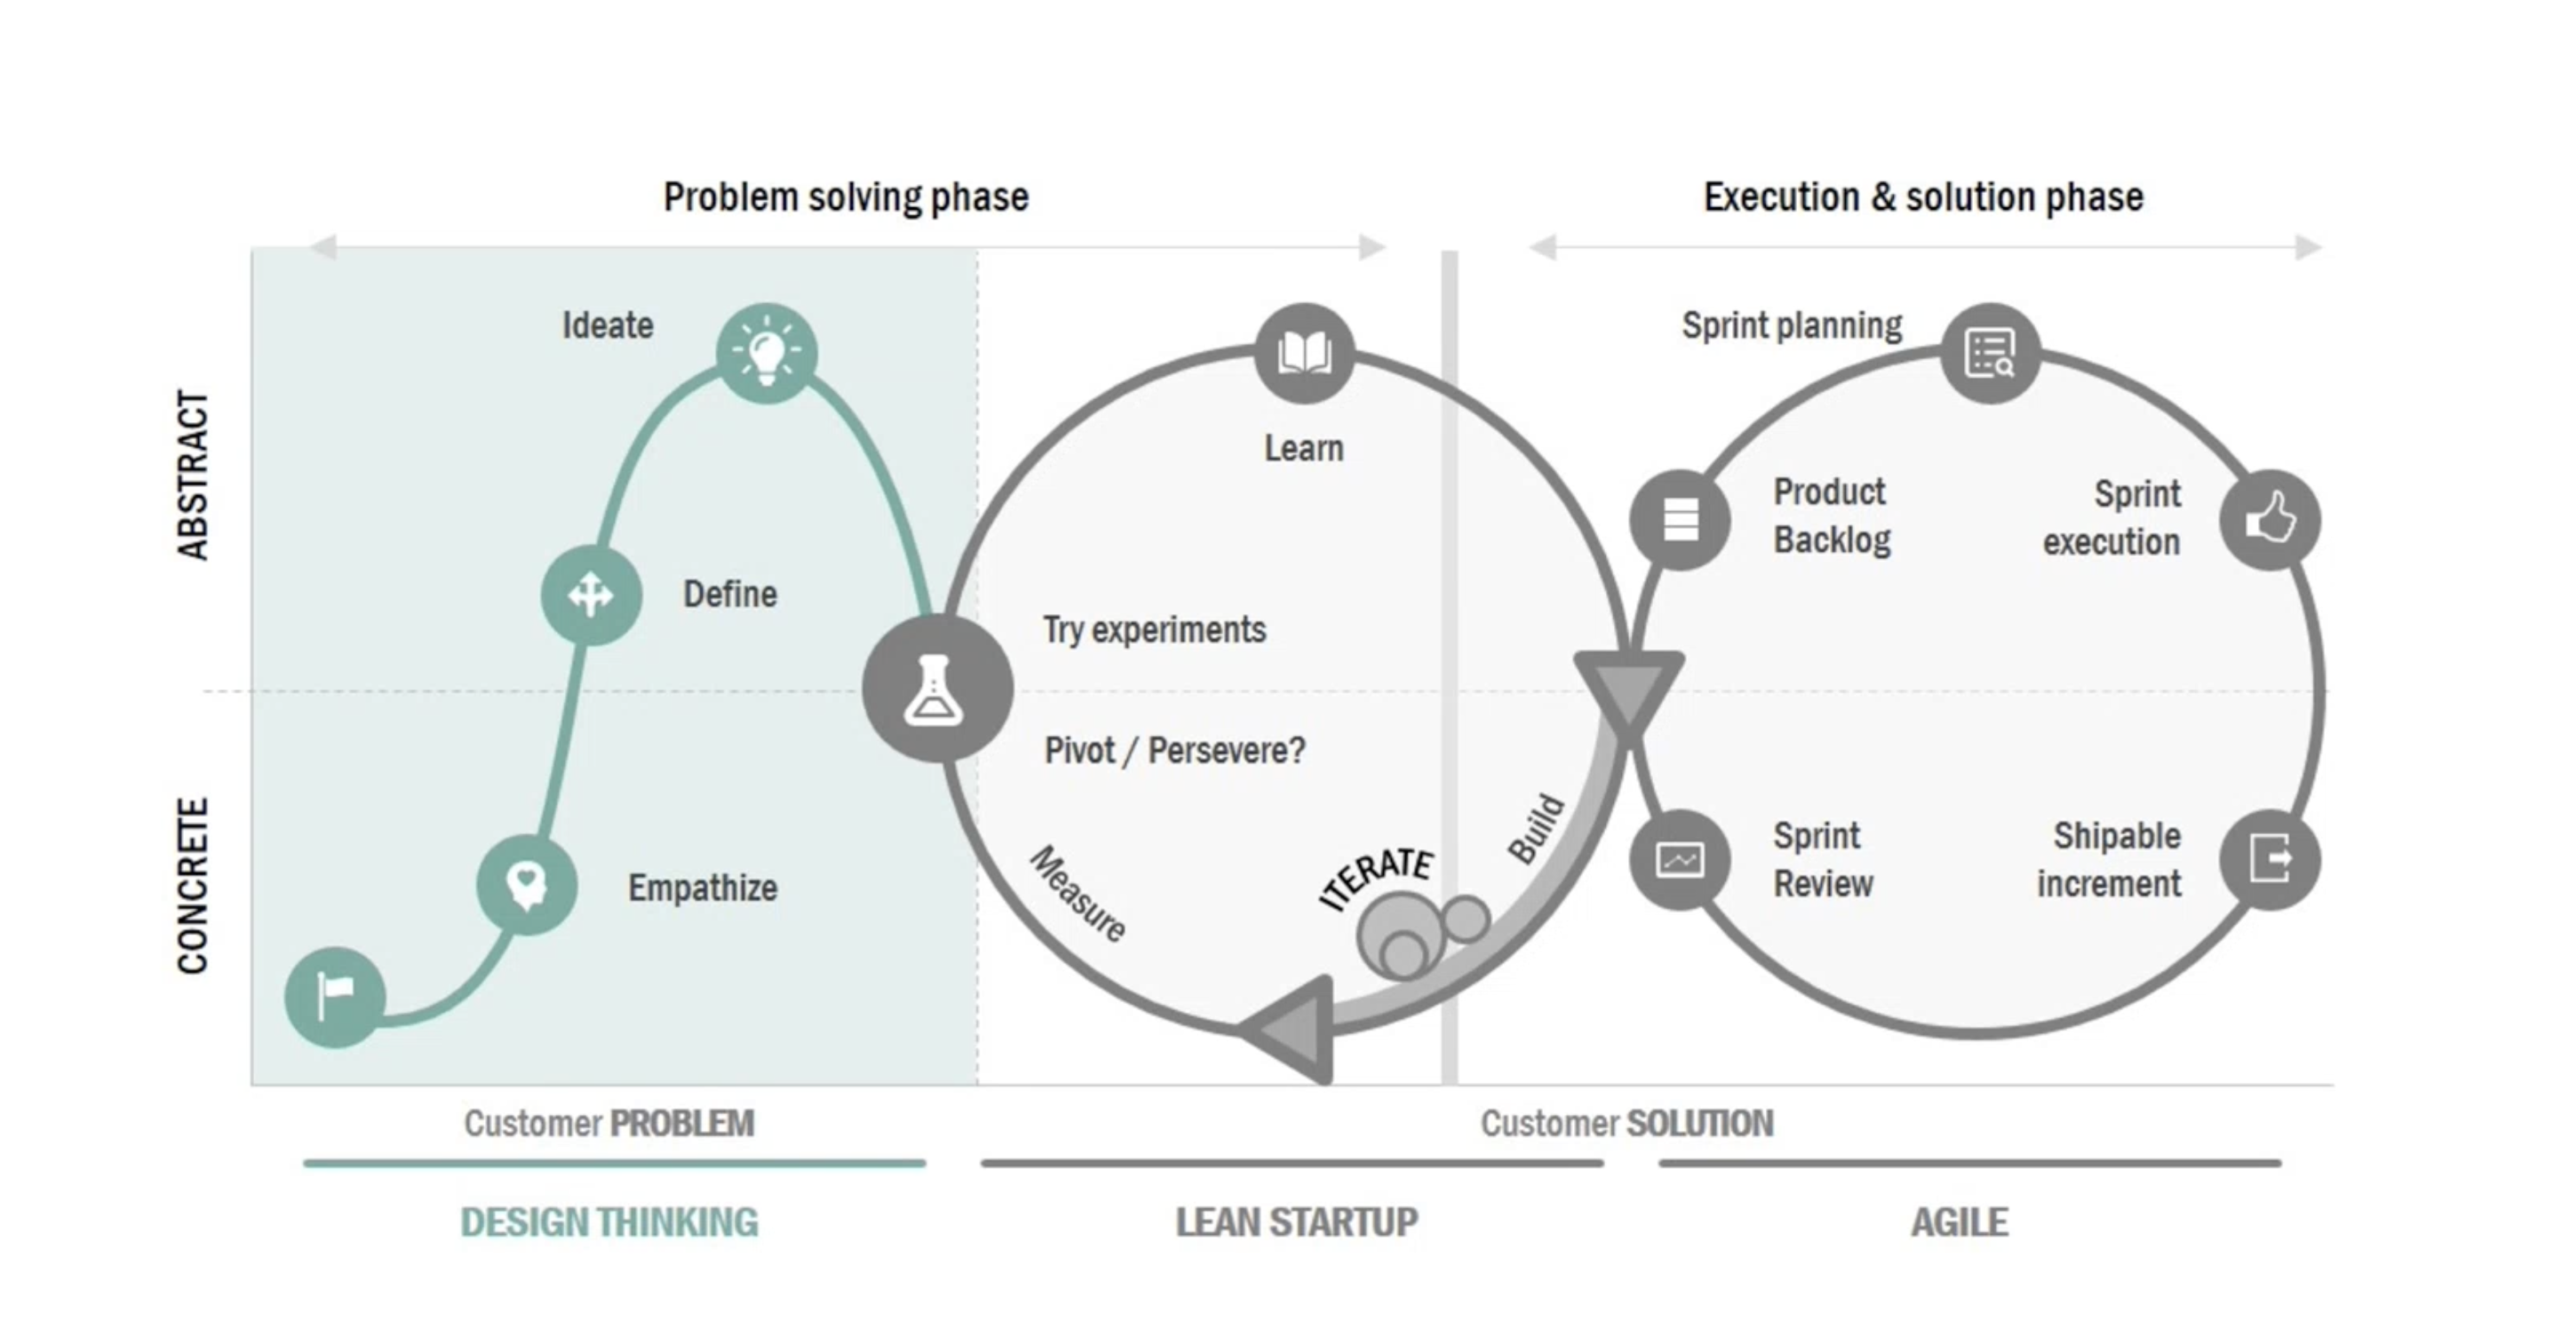 Problem solving phase
Execution & solution phase
ABSTRACT
CONCRETE
Ideate
Define
Empathize
Learn
Try experiments
Pivot / Persevere?
Measure
ITERATE
Build
Sprint planning
Product
Backlog
Sprint
execution
Sprint
Review
Shipable
increment
Customer PROBLEM
Customer SOLUTION
DESIGN THINKING
LEAN STARTUP
AGILE